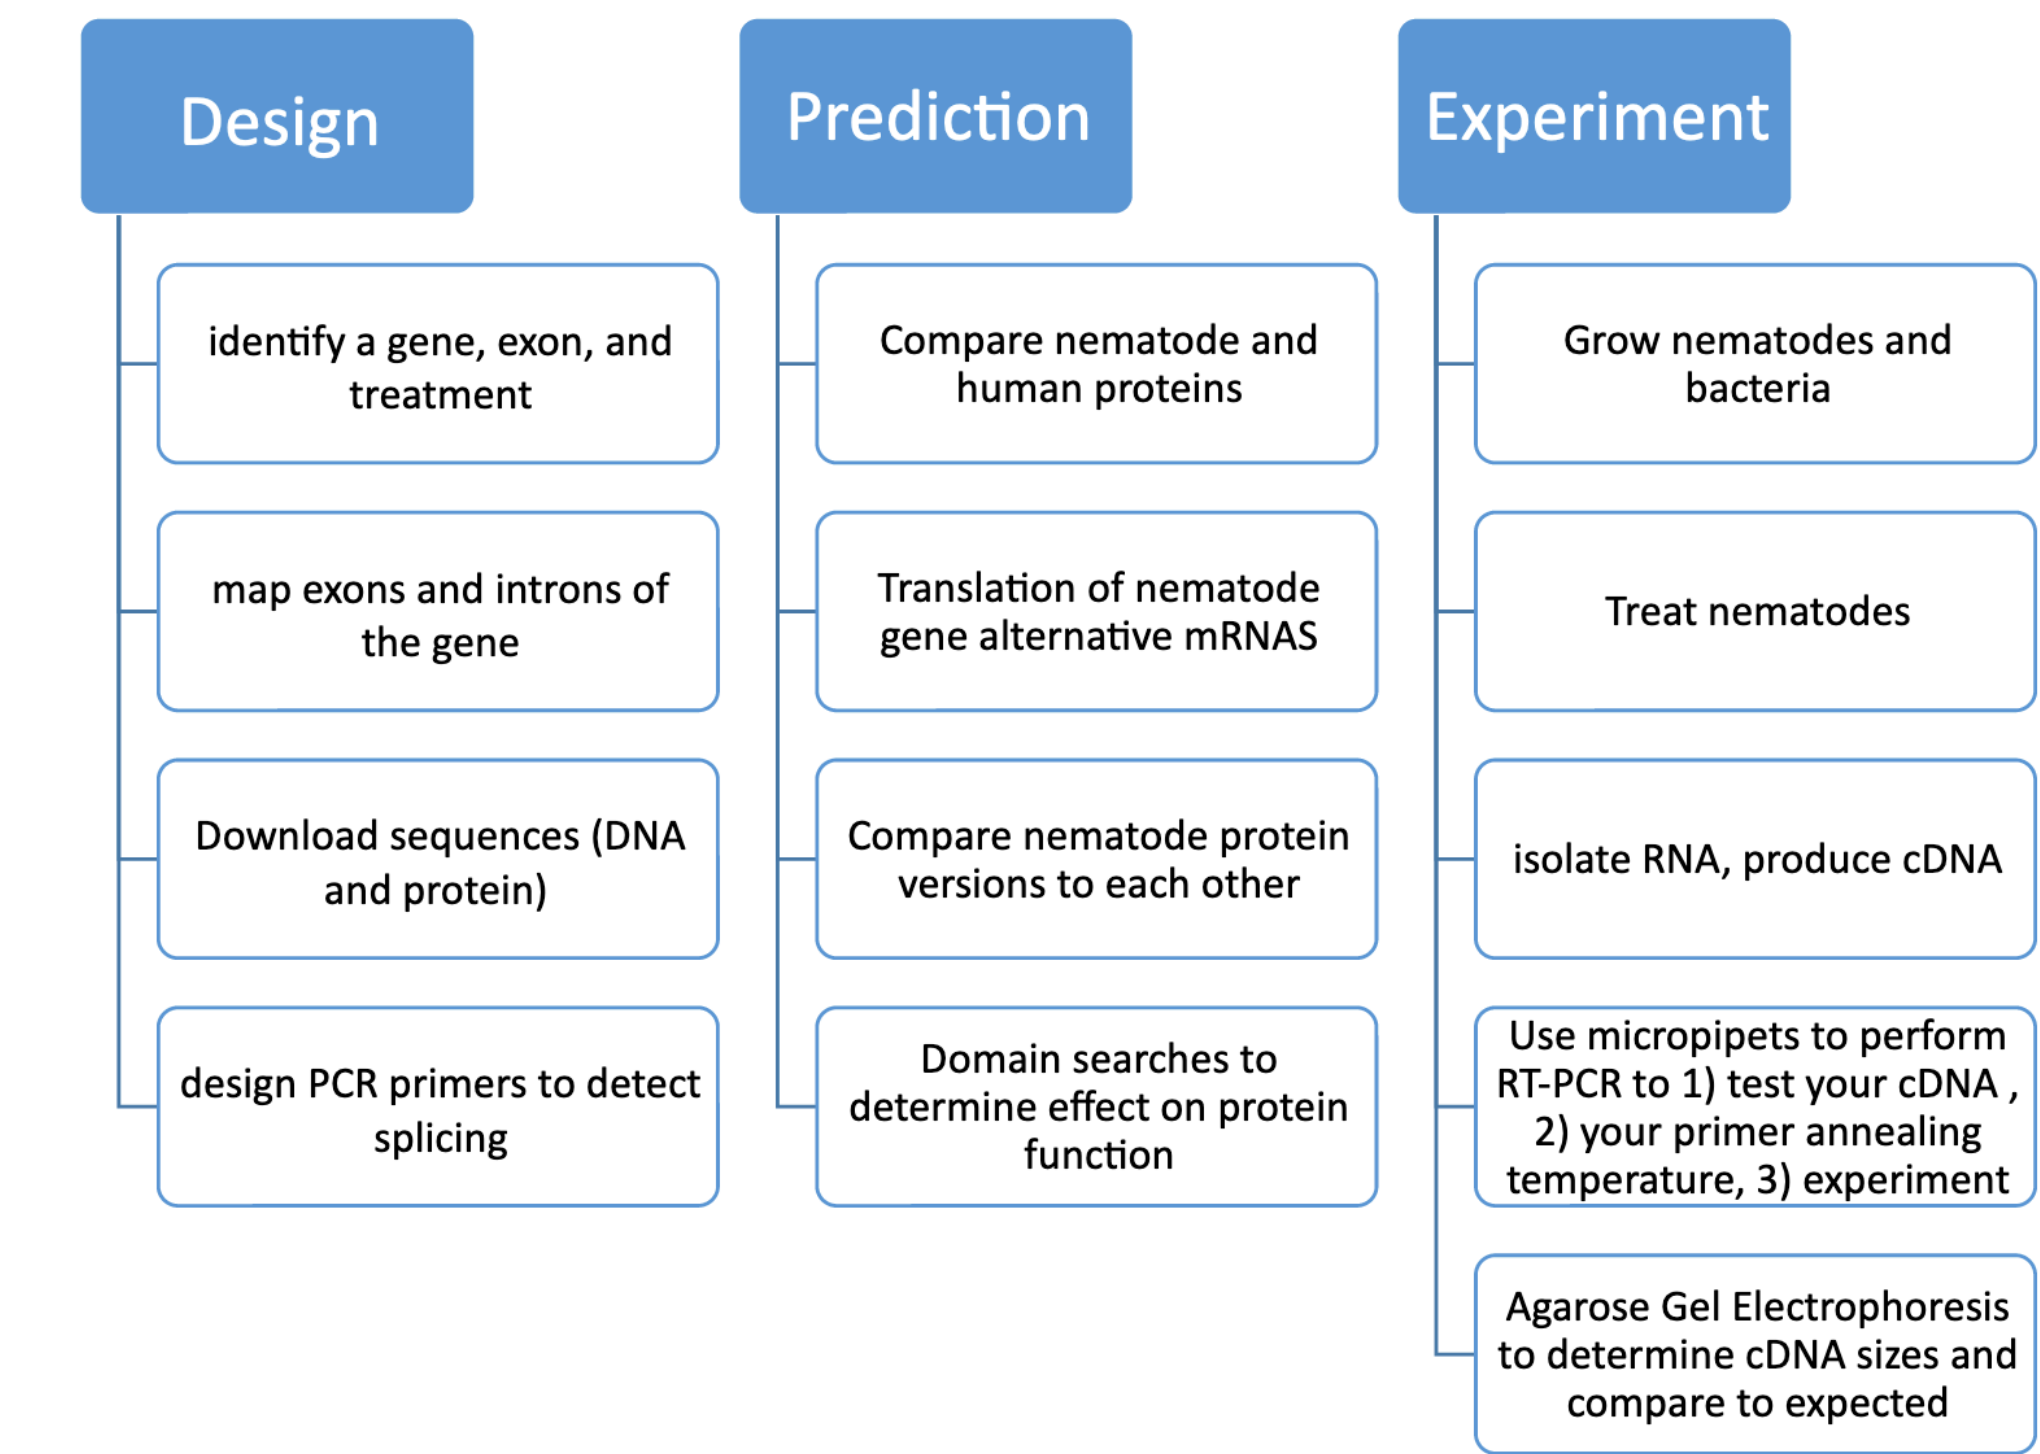 Design
identify a gene, exon, and
treatment
map exons and introns of
the gene
Download sequences (DNA
and protein)
design PCR primers to detect
splicing
Prediction
Compare nematode and
human proteins
Translation of nematode
gene alternative mRNAS
Compare nematode protein
versions to each other
Domain searches to
determine effect on protein
function
Experiment
Grow nematodes and
bacteria
Treat nematodes
isolate RNA, produce cDNA
Use micropipets to perform
RT-PCR to 1) test your cDNA ,
2) your primer annealing
temperature, 3) experiment
Agarose Gel Electrophoresis
to determine cDNA sizes and
compare to expected